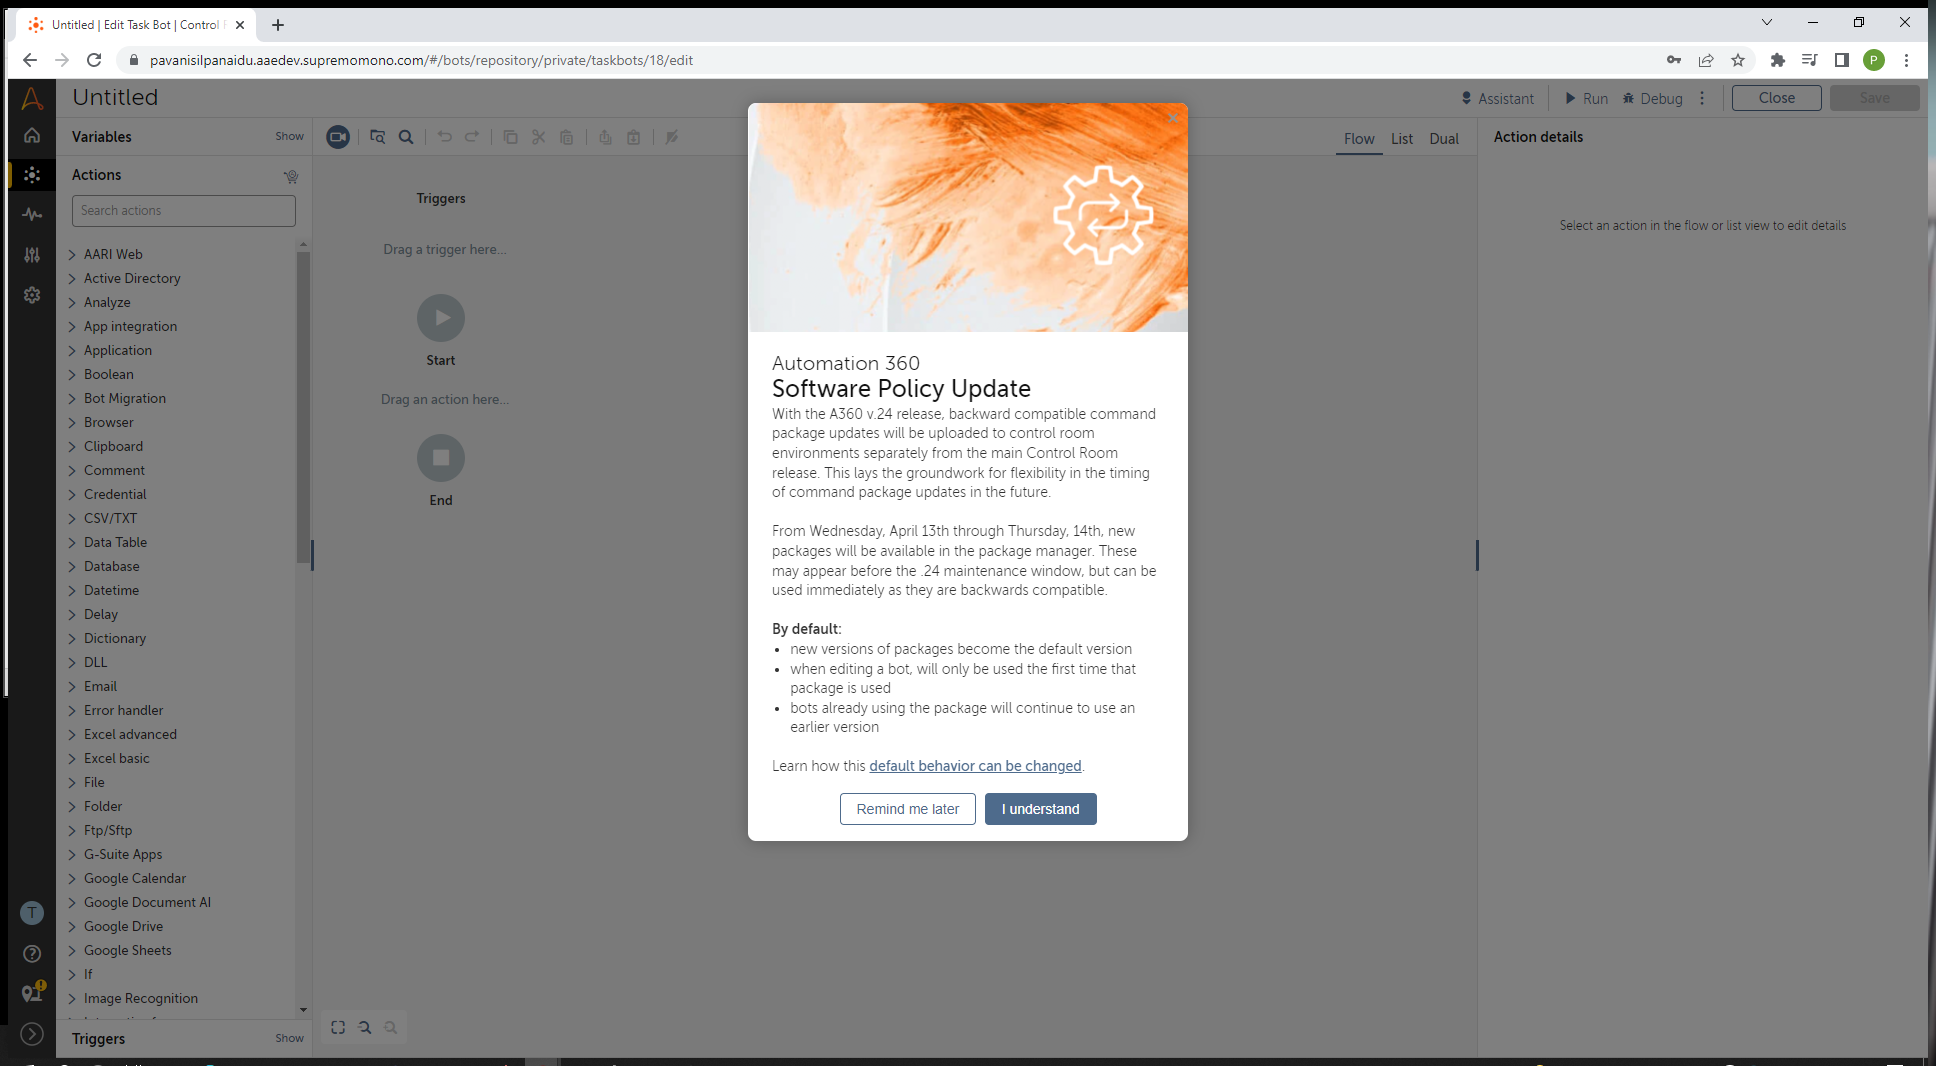 Untitled | Edit Task Bot | Control
pavanisilpanaidu.aaedev.supremomono.com/#/bots/repository/private/taskbots/18/edit
P
Untitled
Assistant
Run
Debug
Close
Save
Variables
Show
Flow
List
Dual
Action details
Actions
Search actions
Select an action in the flow or list view to edit details
AARI Web
Active Directory
Analyze
App integration
Application
Boolean
Bot Migration
Browser
Clipboard
Comment
Credential
CSV/TXT
Data Table
Database
Datetime
Delay
Dictionary
DLL
Email
Error handler
Excel advanced
Excel basic
File
Folder
Ftp/Sftp
G-Suite Apps
Google Calendar
Google Document AI
Google Drive
Google Sheets
If
Image Recognition
Triggers
Show
T
Triggers
Drag a trigger here...
Start
Drag an action here...
End
Automation 360
Software Policy Update
With the A360 v.24 release, backward compatible command
package updates will be uploaded to control room
environments separately from the main Control Room
release. This lays the groundwork for flexibility in the timing
of command package updates in the future.
From Wednesday, April 13th through Thursday, 14th, new
packages will be available in the package manager. These
may appear before the .24 maintenance window, but can be
used immediately as they are backwards compatible.
By default:
• new versions of packages become the default version
• when editing a bot, will only be used the first time that
package is used
• bots already using the package will continue to use an
earlier version
Learn how this default behavior can be changed.
Remind me later
I understand